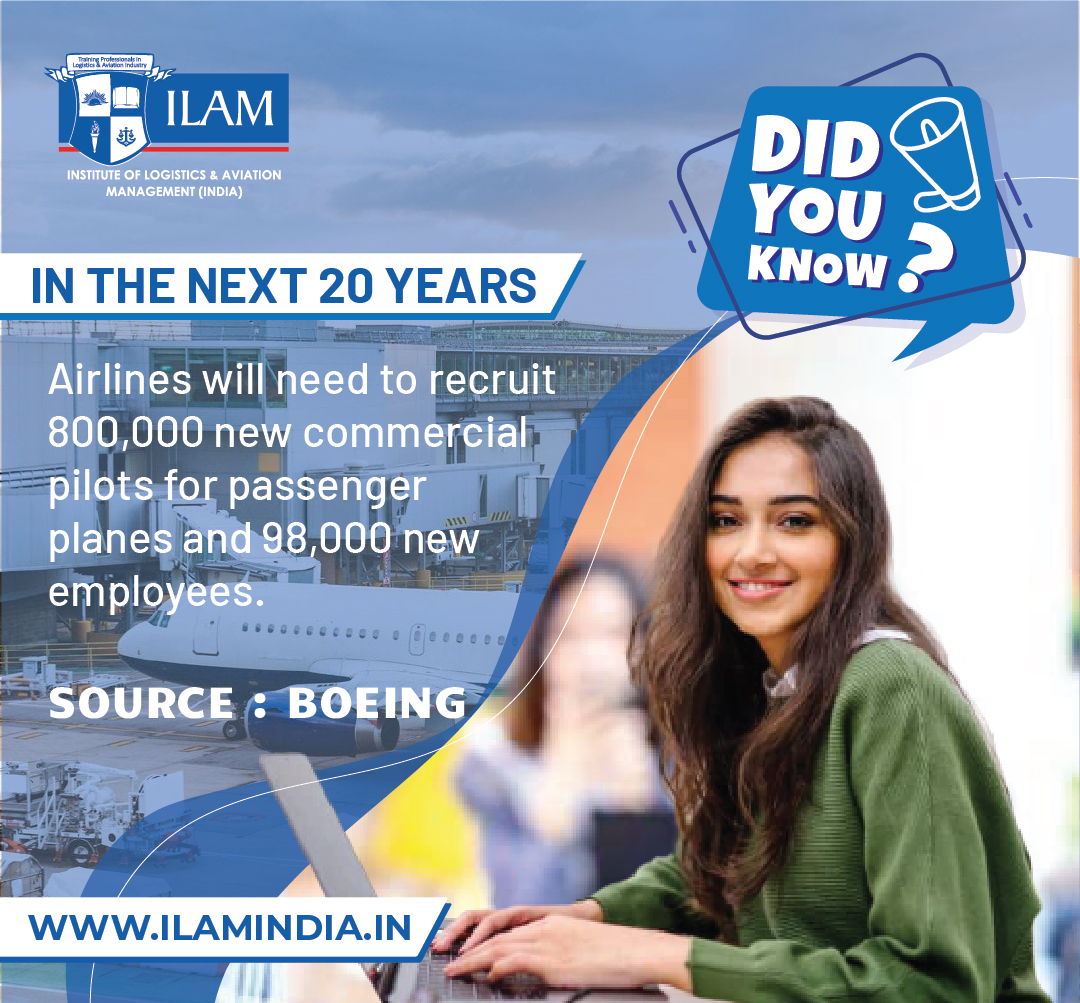 Training Professionals in
Logistics & Aviation Industry
ILAM
INSTITUTE OF LOGISTICS & AVIATION
MANAGEMENT (INDIA)
DID
YOU
KNOW?
IN THE NEXT 20 YEARS
Airlines will need to recruit
800,000 new commercial
pilots for passenger
planes and 98,000 new
employees.
SOURCE : BOEING
WWW.ILAMINDIA.IN